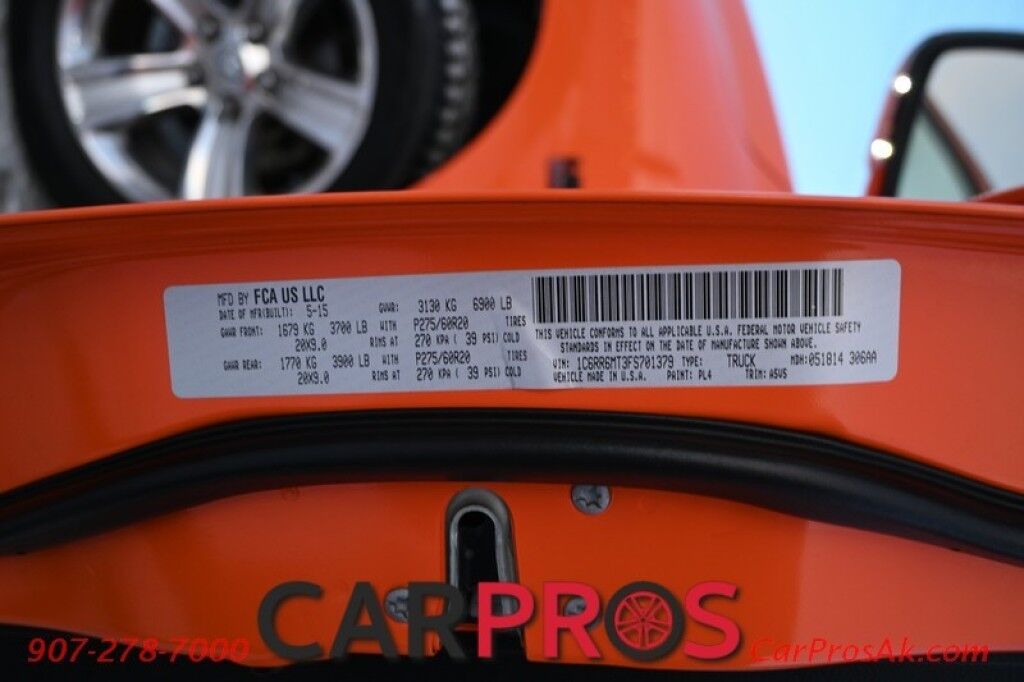 MFD BY FCA US LLC
DATE OF MFR(BUILT): 5-15 GVWR: 3130 KG 6900 LB
GAWR FRONT: 1679 KG 3700 LB WITH P275/60R20 TIRES
20X9.0 RIMS AT 270 KPA ( 39 PSI) COLD
GAWR REAR: 1770 KG 3900 LB WITH P275/60R20 TIRES
20X9.0 RIMS AT 270 KPA ( 39 PSI) COLD
THIS VEHICLE CONFORMS TO ALL APPLICABLE U.S.A. FEDERAL MOTOR VEHICLE SAFETY
STANDARDS IN EFFECT ON THE DATE OF MANUFACTURE SHOWN ABOVE.
VIN: 1C6RR6MT3FS701379 TYPE: TRUCK MDH: 051814 306AA
VEHICLE MADE IN U.S.A. PAINT: PL4 TRIM: A5VS
CARPROS
907-278-7000
CarProsAk.com